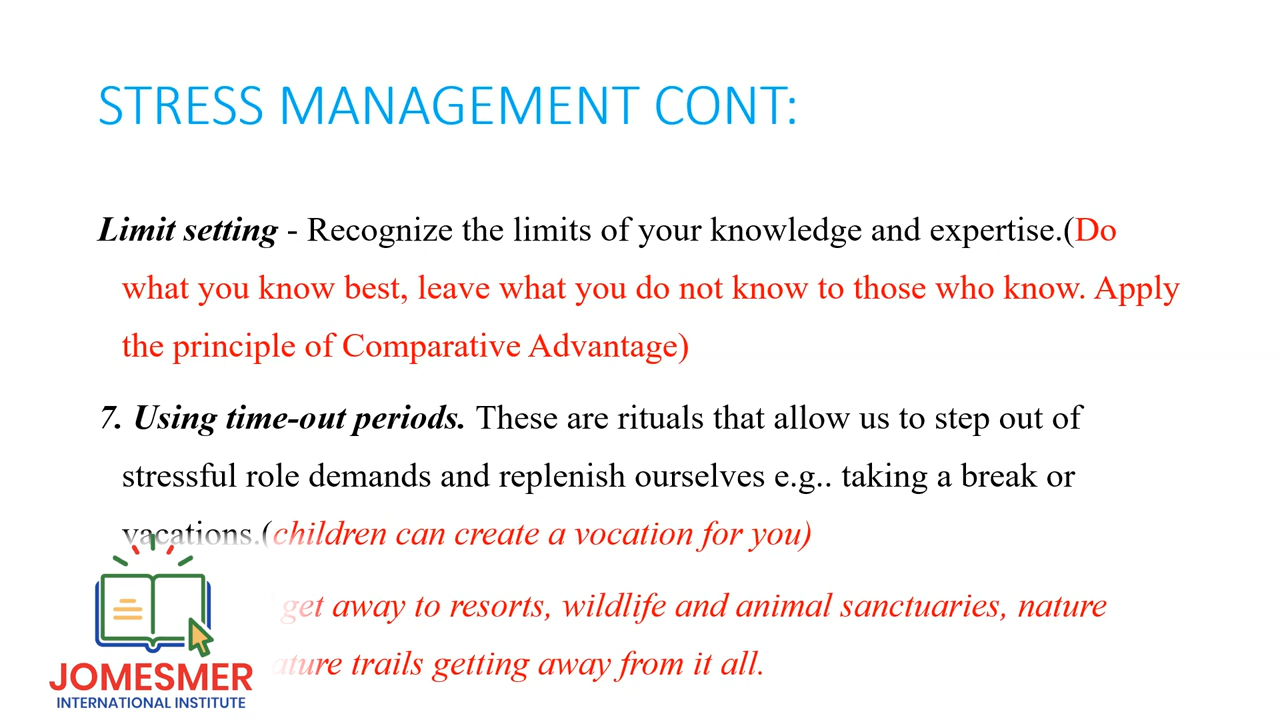 STRESS MANAGEMENT CONT:
Limit setting - Recognize the limits of your knowledge and expertise.(Do
what you know best, leave what you do not know to those who know. Apply
the principle of Comparative Advantage)
7. Using time-out periods. These are rituals that allow us to step out of
stressful role demands and replenish ourselves e.g.. taking a break or
vacations.(children can create a vocation for you)
get away to resorts, wildlife and animal sanctuaries, nature
trails getting away from it all.
JOMESMER
INTERNATIONAL INSTITUTE